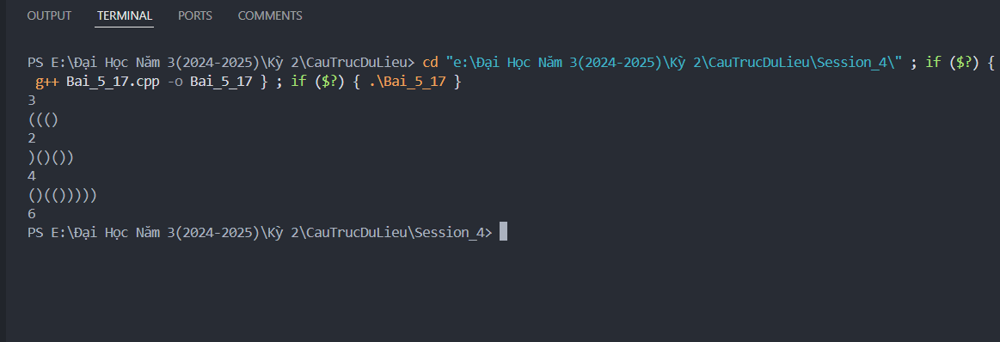 OUTPUT TERMINAL PORTS COMMENTS
PS E:\Đại Học Năm 3(2024-2025)\Kỳ 2\CauTrucDuLieu> cd "e:\Đại Học Năm 3(2024-2025)\Kỳ 2\CauTrucDuLieu\Session_4\" ; if ($?) {
g++ Bai_5_17.cpp -o Bai_5_17 } ; if ($?) { .\Bai_5_17 }
3
((()
2
)()())
4
()(()))))
6
PS E:\Đại Học Năm 3(2024-2025)\Kỳ 2\CauTrucDuLieu\Session_4>